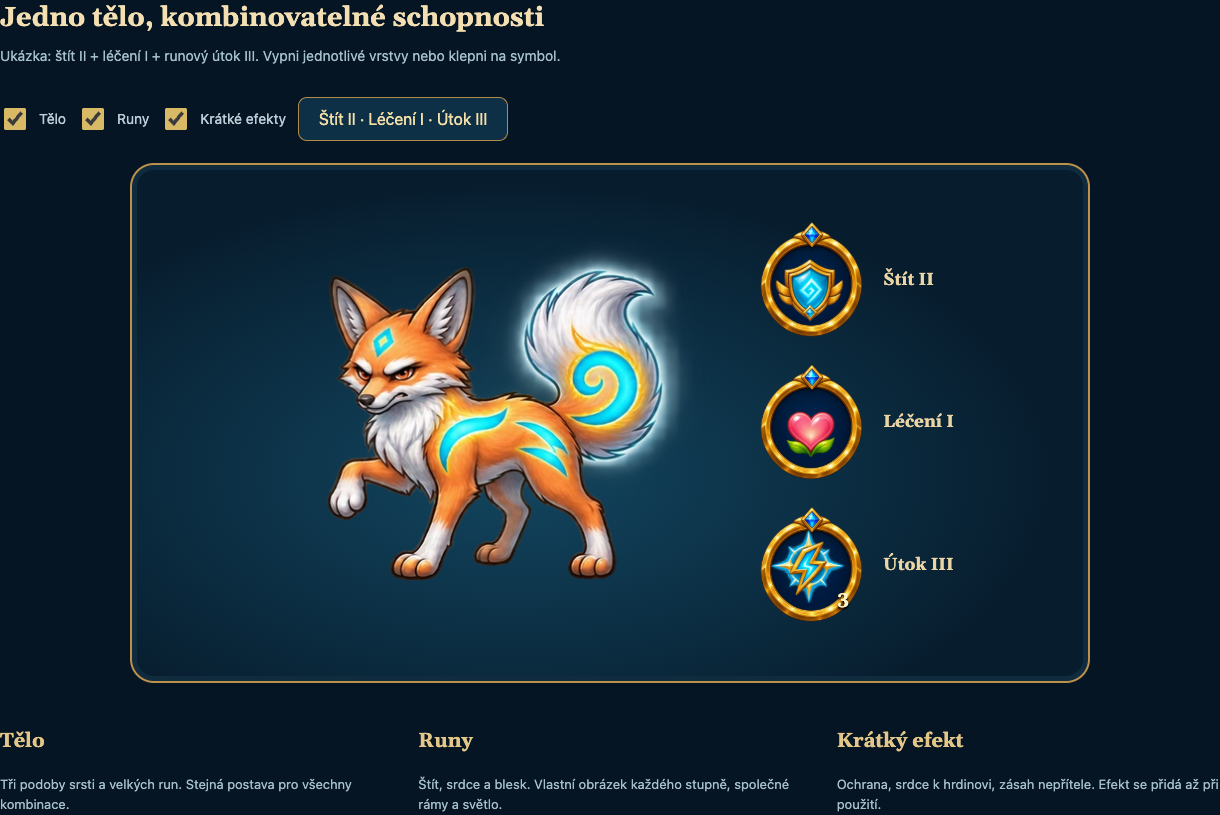 Jedno tělo, kombinovatelné schopnosti
Ukázka: štít II + léčení I + runový útok III. Vypni jednotlivé vrstvy nebo klepni na symbol.
Tělo
Runy
Krátké efekty
Štít II · Léčení I · Útok III
Štít II
Léčení I
Útok III
3
Tělo
Tři podoby srsti a velkých run. Stejná postava pro všechny
kombinace.
Runy
Štít, srdce a blesk. Vlastní obrázek každého stupně, společné
rámy a světlo.
Krátký efekt
Ochrana, srdce k hrdinovi, zásah nepřítele. Efekt se přidá až při
použití.